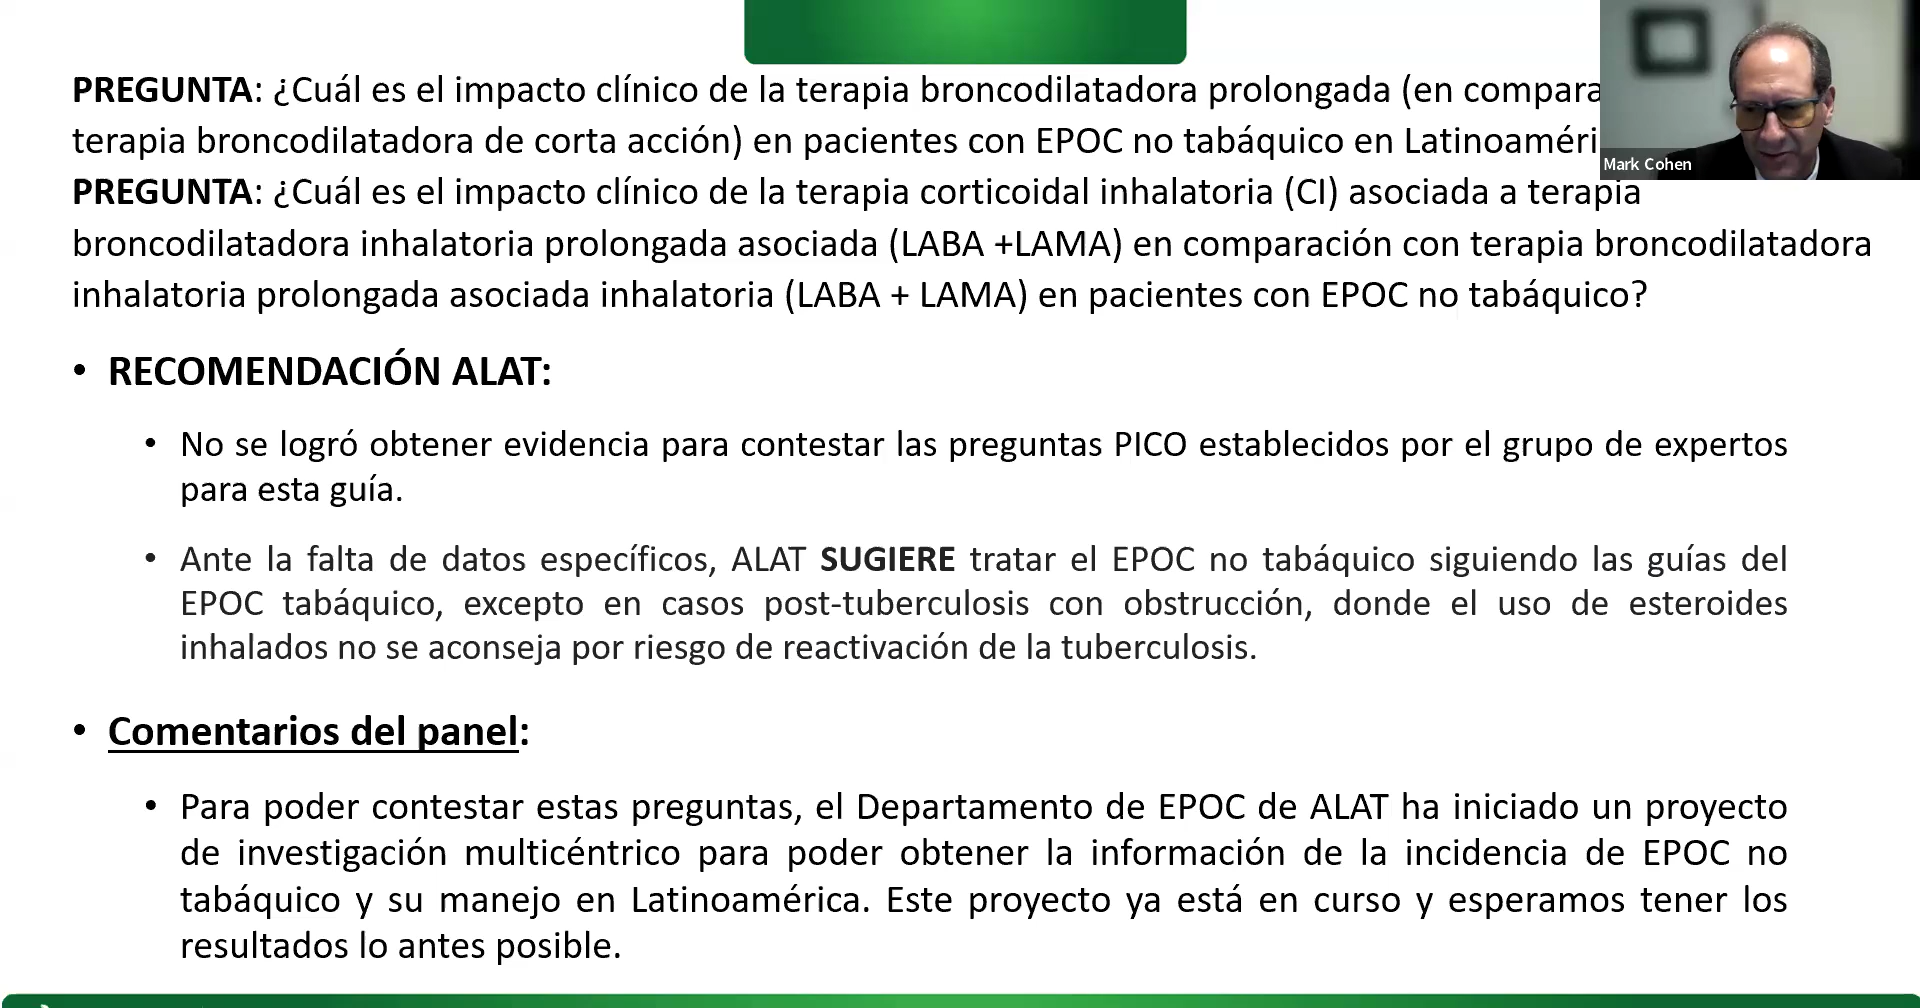 PREGUNTA: ¿Cuál es el impacto clínico de la terapia broncodilatadora prolongada (en compara
terapia broncodilatadora de corta acción) en pacientes con EPOC no tabáquico en Latinoaméri
Mark Cohen
PREGUNTA: ¿Cuál es el impacto clínico de la terapia corticoidal inhalatoria (CI) asociada a terapia
broncodilatadora inhalatoria prolongada asociada (LABA +LAMA) en comparación con terapia broncodilatadora
inhalatoria prolongada asociada inhalatoria (LABA + LAMA) en pacientes con EPOC no tabáquico?
• RECOMENDACIÓN ALAT:
• No se logró obtener evidencia para contestar las preguntas PICO establecidos por el grupo de expertos
para esta guía.
• Ante la falta de datos específicos, ALAT SUGIERE tratar el EPOC no tabáquico siguiendo las guías del
EPOC tabáquico, excepto en casos post-tuberculosis con obstrucción, donde el uso de esteroides
inhalados no se aconseja por riesgo de reactivación de la tuberculosis.
• Comentarios del panel:
• Para poder contestar estas preguntas, el Departamento de EPOC de ALAT ha iniciado un proyecto
de investigación multicéntrico para poder obtener la información de la incidencia de EPOC no
tabáquico y su manejo en Latinoamérica. Este proyecto ya está en curso y esperamos tener los
resultados lo antes posible.